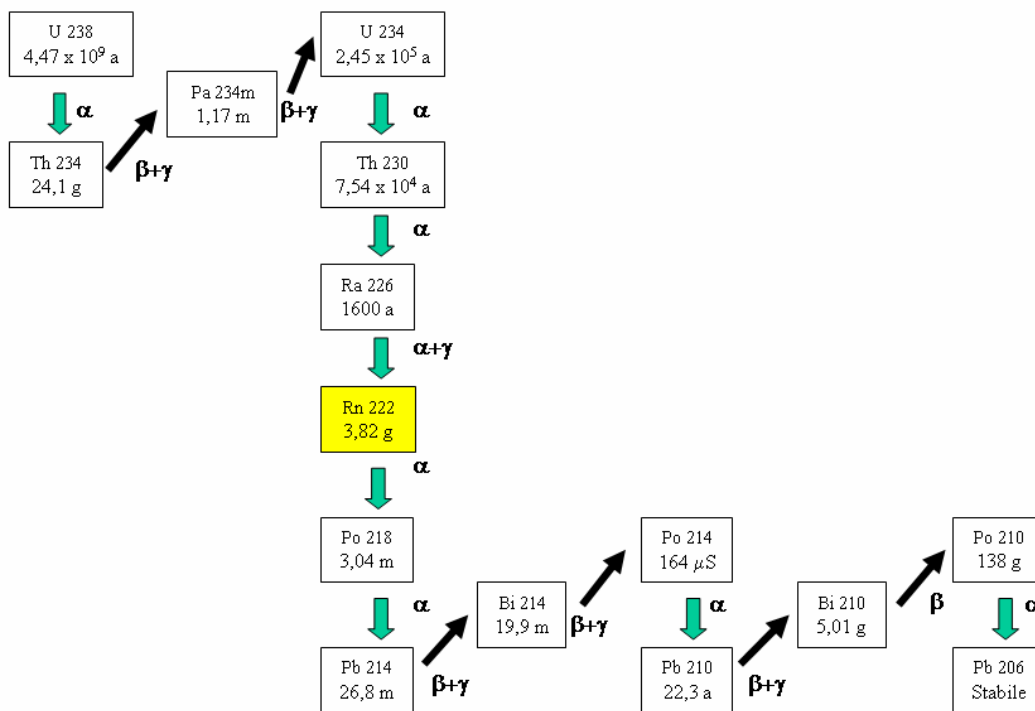 U 238
4,47 x 10⁹ a
α
Th 234
24,1 g
β+γ
Pa 234m
1,17 m
β+γ
U 234
2,45 x 10⁵ a
α
Th 230
7,54 x 10⁴ a
α
Ra 226
1600 a
α+γ
Rn 222
3,82 g
α
Po 218
3,04 m
α
Pb 214
26,8 m
β+γ
Bi 214
19,9 m
β+γ
Po 214
164 μS
α
Pb 210
22,3 a
β+γ
Bi 210
5,01 g
β
Po 210
138 g
α
Pb 206
Stabile